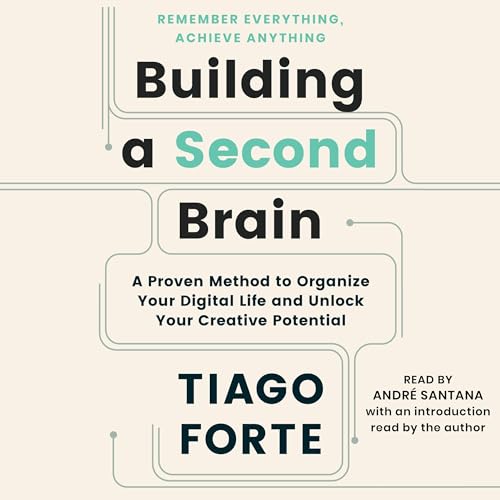 REMEMBER EVERYTHING,
ACHIEVE ANYTHING
Building
a Second
Brain
A Proven Method to Organize
Your Digital Life and Unlock
Your Creative Potential
TIAGO
FORTE
READ BY
ANDRÉ SANTANA
with an introduction
read by the author